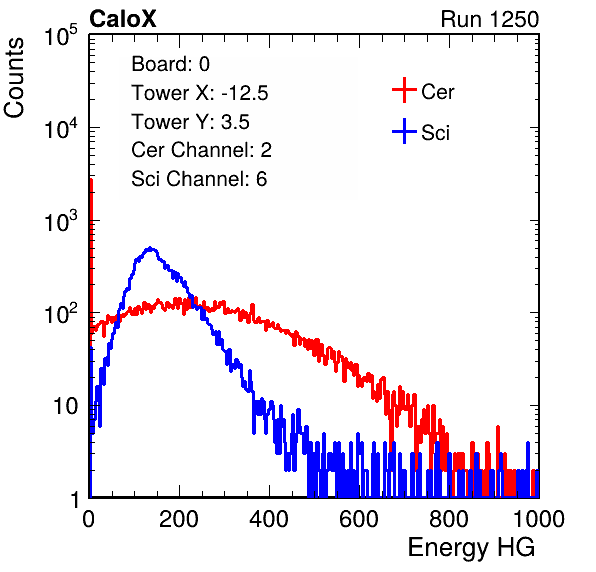 CaloX Run 1250
Counts
Board: 0
Tower X: -12.5
Tower Y: 3.5
Cer Channel: 2
Sci Channel: 6
Cer
Sci
10^5
10^4
10^3
10^2
10
1
0 200 400 600 800 1000
Energy HG